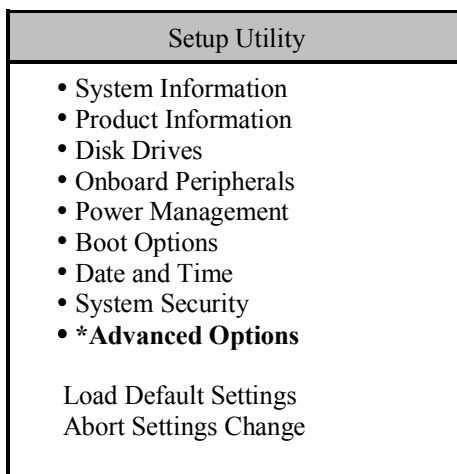 Setup Utility
• System Information
• Product Information
• Disk Drives
• Onboard Peripherals
• Power Management
• Boot Options
• Date and Time
• System Security
• *Advanced Options
Load Default Settings
Abort Settings Change